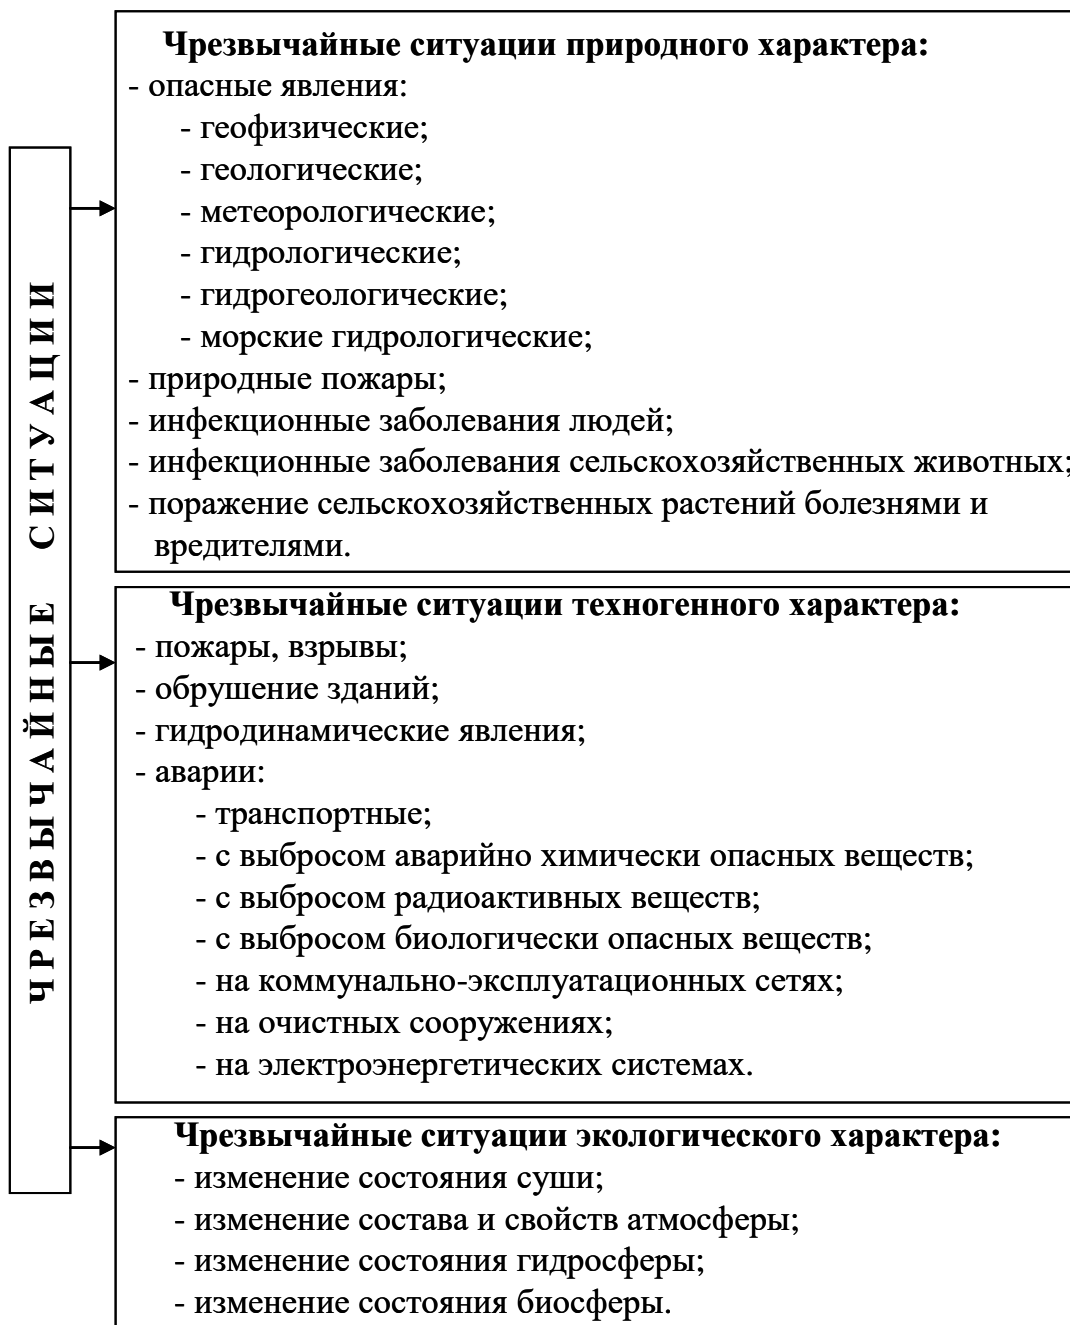 ЧРЕЗВЫЧАЙНЫЕ СИТУАЦИИ
Чрезвычайные ситуации природного характера:
- опасные явления:
- геофизические;
- геологические;
- метеорологические;
- гидрологические;
- гидрогеологические;
- морские гидрологические;
- природные пожары;
- инфекционные заболевания людей;
- инфекционные заболевания сельскохозяйственных животных;
- поражение сельскохозяйственных растений болезнями и
вредителями.
Чрезвычайные ситуации техногенного характера:
- пожары, взрывы;
- обрушение зданий;
- гидродинамические явления;
- аварии:
- транспортные;
- с выбросом аварийно химически опасных веществ;
- с выбросом радиоактивных веществ;
- с выбросом биологически опасных веществ;
- на коммунально-эксплуатационных сетях;
- на очистных сооружениях;
- на электроэнергетических системах.
Чрезвычайные ситуации экологического характера:
- изменение состояния суши;
- изменение состава и свойств атмосферы;
- изменение состояния гидросферы;
- изменение состояния биосферы.